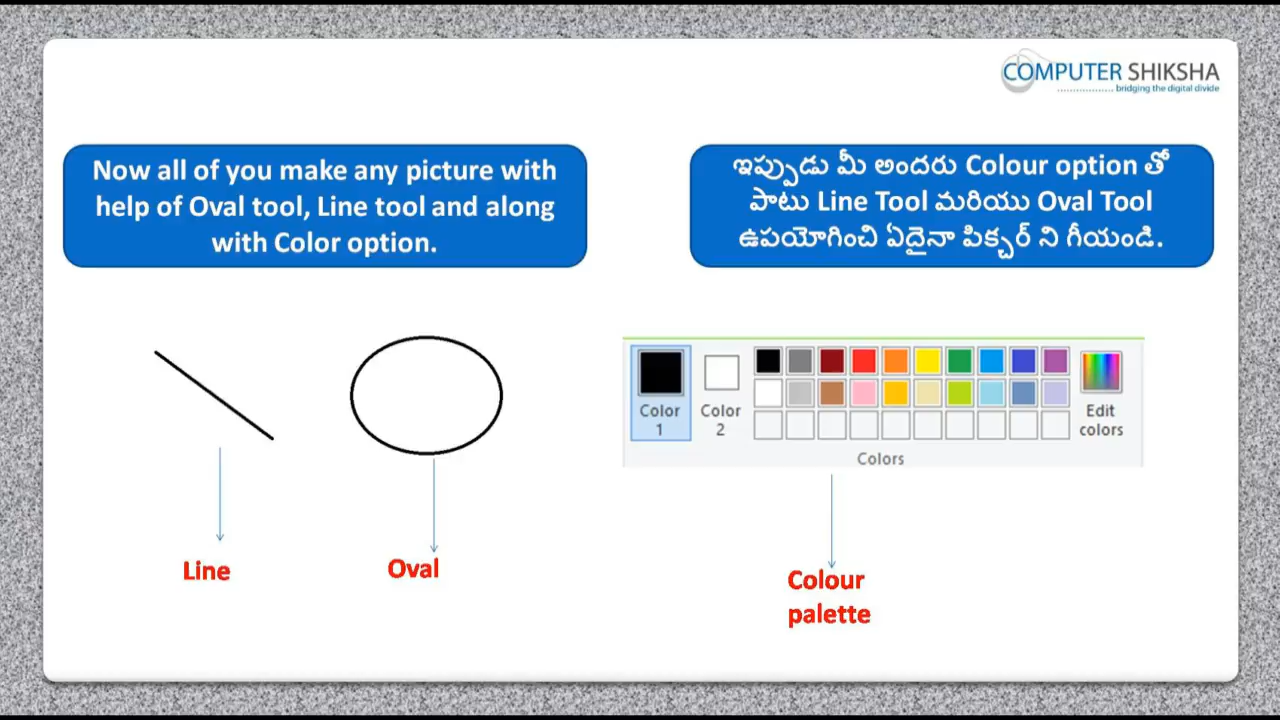 COMPUTER SHIKSHA
bridging the digital divide
Now all of you make any picture with
help of Oval tool, Line tool and along
with Color option.
ఇప్పుడు మీ అందరు Colour option తో
పాటు Line Tool మరియు Oval Tool
ఉపయోగించి ఏదైనా పిక్చర్ ని గీయండి.
Color
1
Color
2
Edit
colors
Colors
Line
Oval
Colour
palette